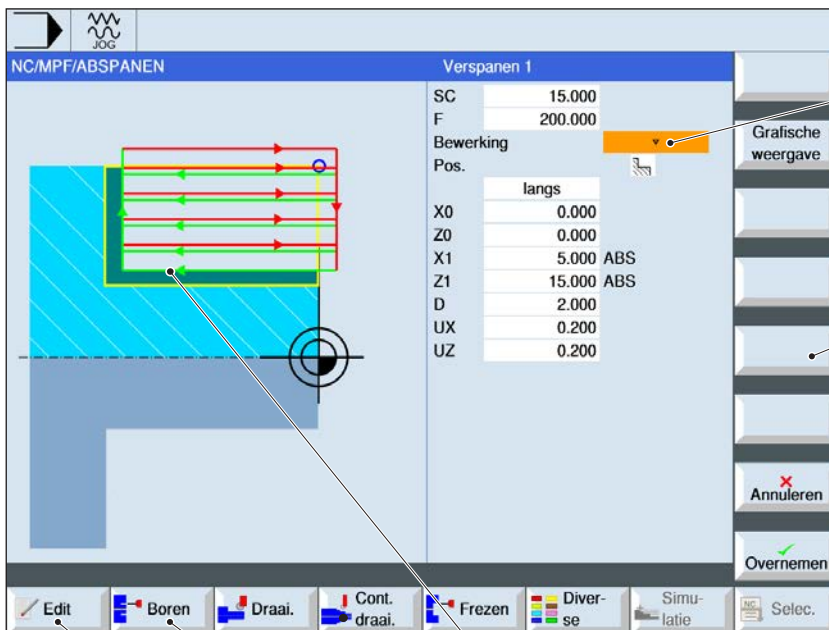 JOG
NC/MPF/ABSPANEN
Verspanen 1
SC 15.000
F 200.000
Bewerking
Pos.
langs
X0 0.000
Z0 0.000
X1 5.000 ABS
Z1 15.000 ABS
D 2.000
UX 0.200
UZ 0.200
Grafische
weergave
Annuleren
Overnemen
Edit
Boren
Draai.
Cont.
draai.
Frezen
Diver-
se
Simu-
latie
NC
Selec.